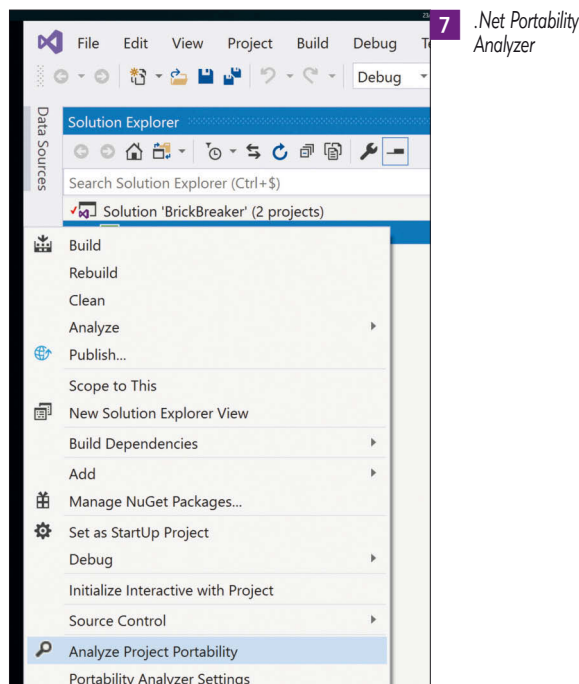 File Edit View Project Build Debug
Debug
Data Sources
Solution Explorer
Search Solution Explorer (Ctrl+$)
Solution 'BrickBreaker' (2 projects)
Build
Rebuild
Clean
Analyze
Publish...
Scope to This
New Solution Explorer View
Build Dependencies
Add
Manage NuGet Packages...
Set as StartUp Project
Debug
Initialize Interactive with Project
Source Control
Analyze Project Portability
Portability Analyzer Settings
7 .Net Portability
Analyzer